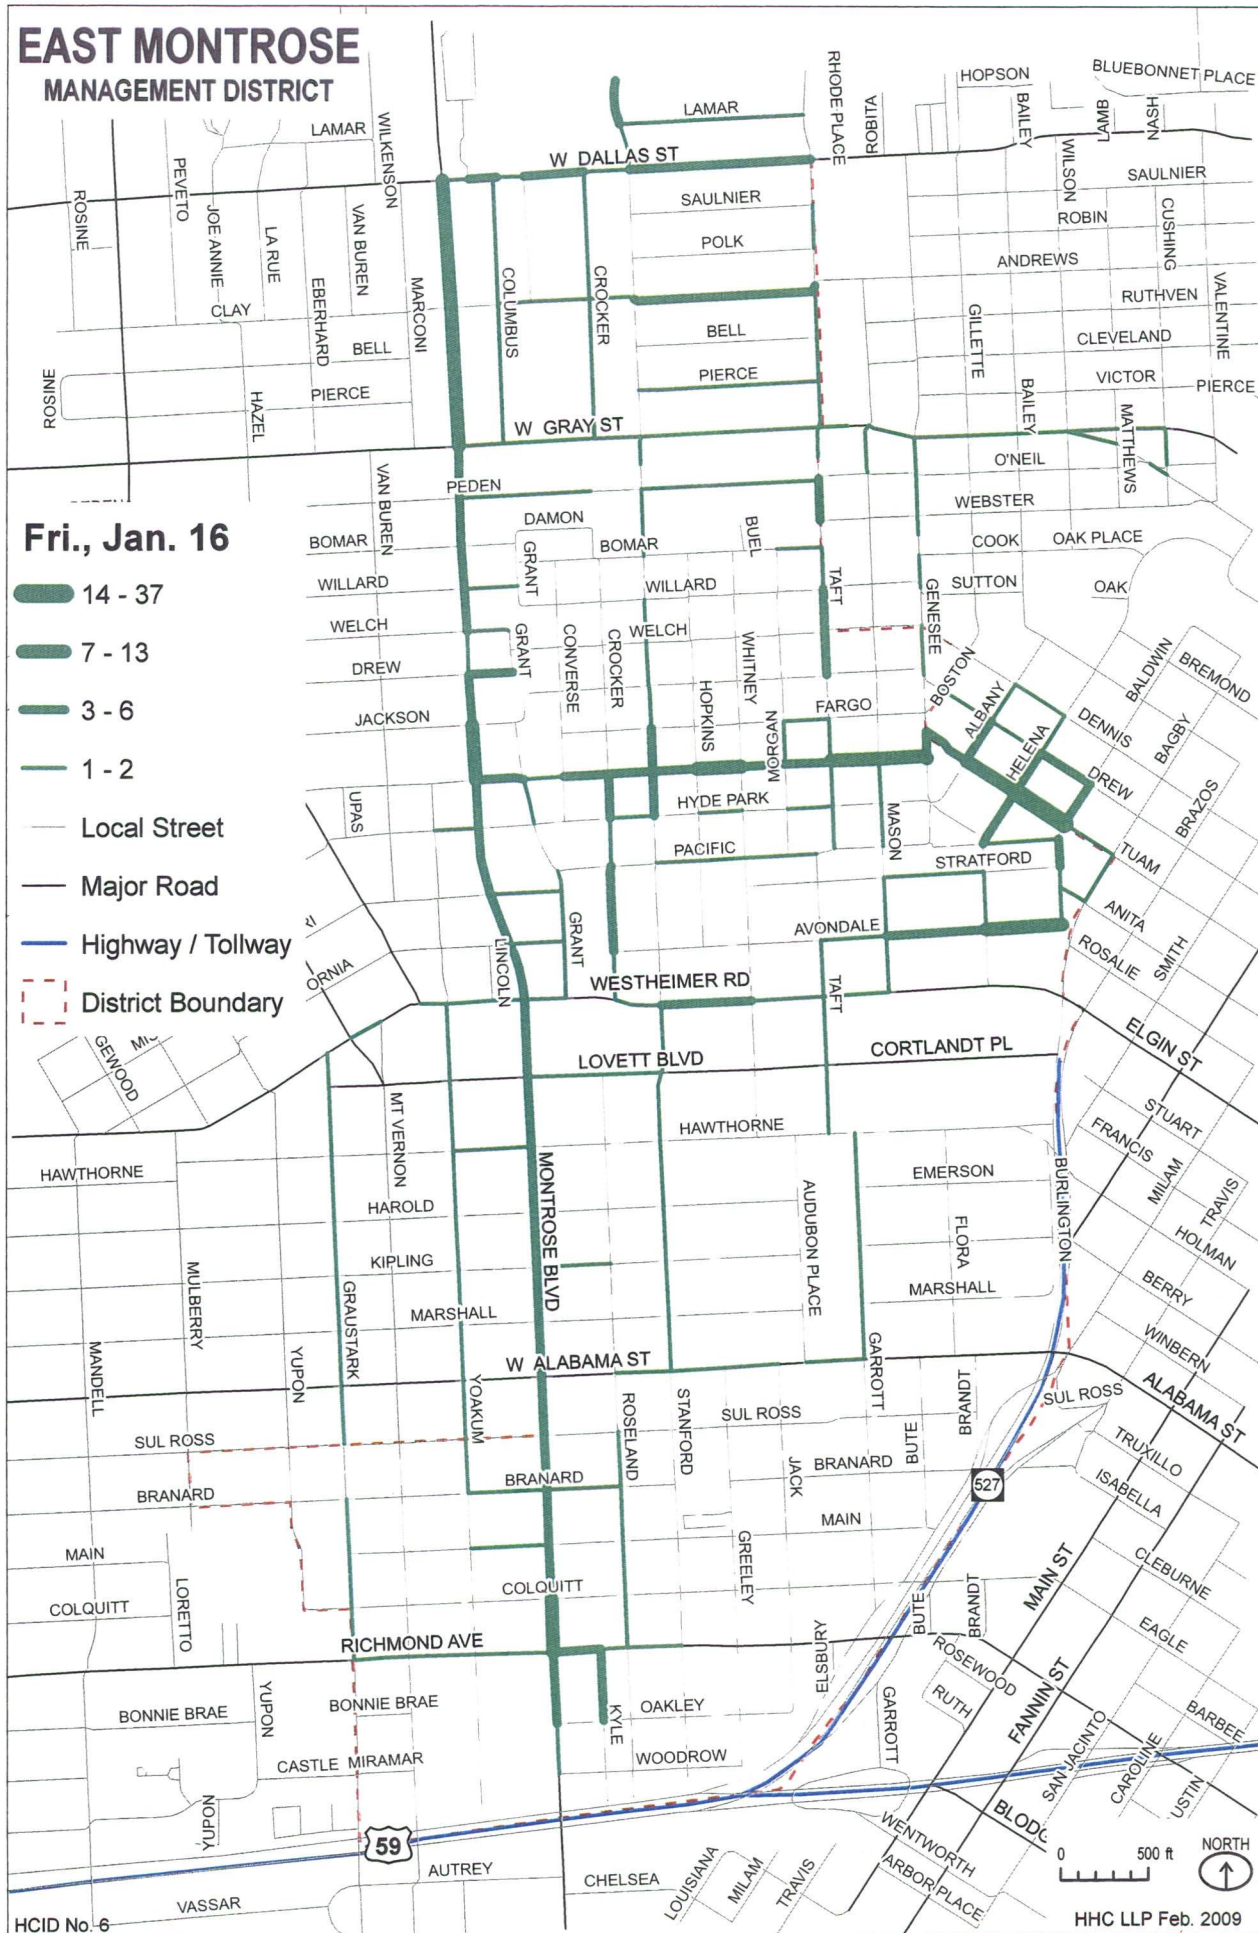 EAST MONTROSE
MANAGEMENT DISTRICT
HOPSON
BLUEBONNET PLACE
RHODE PLACE
ROBITA
BAILEY
LAMB
NASH
LAMAR
LAMAR
WILKENSON
W DALLAS ST
WILSON
SAULNIER
ROSINE
PEVETO
JOE ANNIE
LA RUE
VAN BUREN
SAULNIER
ROBIN
CUSHING
POLK
ANDREWS
CLAY
EBERHARD
MARCONI
COLUMBUS
CROCKER
RUTHVEN
VALENTINE
BELL
BELL
GILLETTE
CLEVELAND
ROSINE
HAZEL
PIERCE
PIERCE
BAILEY
VICTOR
PIERCE
W GRAY ST
MATTHEWS
O'NEIL
VAN BUREN
PEDEN
WEBSTER
Fri., Jan. 16
DAMON
BUEL
BOMAR
GRANT
BOMAR
COOK
OAK PLACE
14 - 37
WILLARD
WILLARD
TAFT
GENESEE
SUTTON
OAK
7 - 13
WELCH
GRANT
CONVERSE
CROCKER
WELCH
WHITNEY
BALDWIN
BREMOND
DREW
HOPKINS
BOSTON
ALBANY
3 - 6
JACKSON
MORGAN
FARGO
HELENA
DENNIS
BAGBY
1 - 2
UPAS
HYDE PARK
MASON
DREW
BRAZOS
Local Street
PACIFIC
STRATFORD
TUAM
Major Road
GRANT
AVONDALE
ANITA
Highway / Tollway
LINCOLN
ROSALIE
SMITH
ORNIA
District Boundary
WESTHEIMER RD
TAFT
GEWOOD
LOVETT BLVD
CORTLANDT PL
ELGIN ST
MT VERNON
HAWTHORNE
STUART
FRANCIS
HAWTHORNE
MONTROSE BLVD
EMERSON
BURLINGTON
MILAM
TRAVIS
HAROLD
AUDUBON PLACE
FLORA
HOLMAN
MULBERRY
KIPLING
GRAUSTARK
MARSHALL
MARSHALL
BERRY
MANDELL
YUPON
W ALABAMA ST
GARROTT
WINBERN
YOAKUM
ROSELAND
STANFORD
BRANDT
SUL ROSS
ALABAMA ST
SUL ROSS
SUL ROSS
BUTE
TRUXILLO
BRANARD
BRANARD
JACK
BRANARD
527
ISABELLA
MAIN
MAIN
GREELEY
LORETTO
COLQUITT
MAIN ST
CLEBURNE
COLQUITT
BUTE
BRANDT
EAGLE
RICHMOND AVE
ELSBURY
ROSEWOOD
FANNIN ST
BONNIE BRAE
YUPON
BONNIE BRAE
KYLE
OAKLEY
GARROTT
RUTH
BARBEE
CASTLE MIRAMAR
WOODROW
SAN JACINTO
CAROLINE
USTIN
YUPON
BLODG
59
WENTWORTH
0 500 ft
NORTH
AUTREY
CHELSEA
LOUISIANA
MILAM
TRAVIS
ARBOR PLACE
VASSAR
HCID No. 6
HHC LLP Feb. 2009